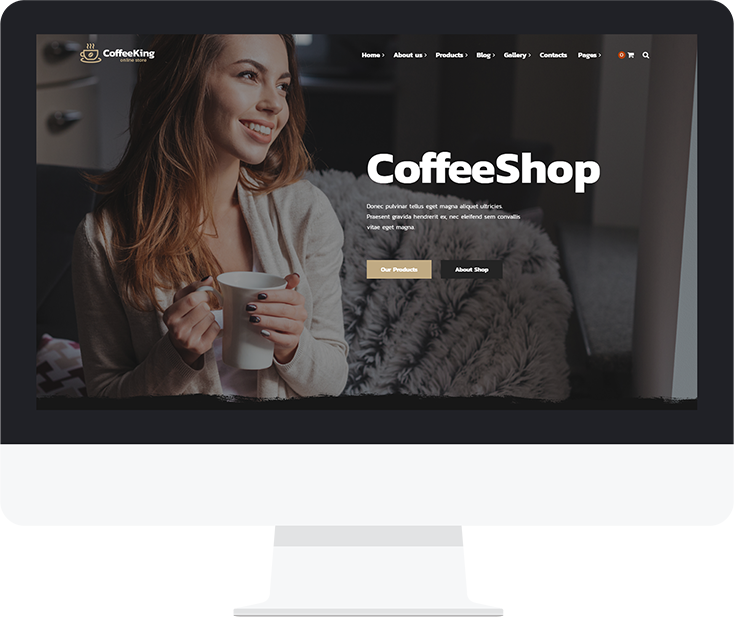 CoffeeKing
online store
Home About us Products Blog Gallery Contacts Pages 0
CoffeeShop
Donec pulvinar tellus eget magna aliquet ultricies.
Praesent gravida hendrerit ex, nec eleifend sem convallis
vitae eget magna.
Our Products About Shop